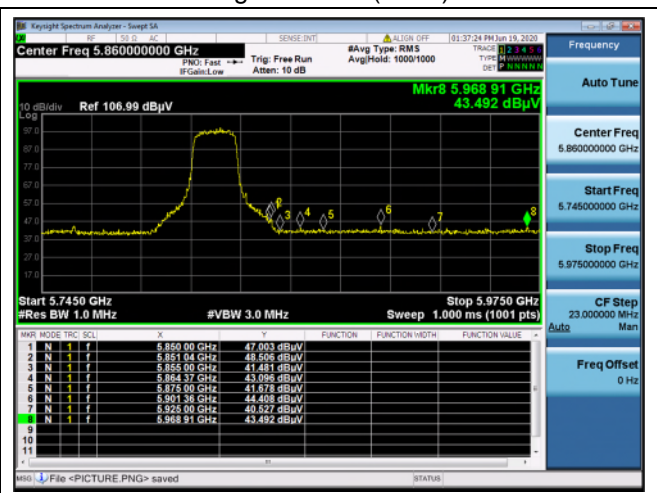 Keysight Spectrum Analyzer - Swept SA
RF 50 Ω AC SENSE:INT ALIGN OFF 01:37:24 PM Jun 19, 2020
Center Freq 5.860000000 GHz #Avg Type: RMS TRACE 1 2 3 4 5 6
PNO: Fast Trig: Free Run Avg|Hold: 1000/1000 TYPE M WWWWW
IFGain:Low Atten: 10 dB DET P N N N N N
Frequency
Auto Tune
Center Freq
5.860000000 GHz
Start Freq
5.745000000 GHz
Stop Freq
5.975000000 GHz
CF Step
23.000000 MHz
Auto Man
Freq Offset
0 Hz
Mkr8 5.968 91 GHz
43.492 dBµV
10 dB/div Ref 106.99 dBµV
Log
97.0
87.0
77.0
67.0
57.0
47.0
37.0
27.0
17.0
3 4 5 6 7 8
Start 5.7450 GHz Stop 5.9750 GHz
#Res BW 1.0 MHz #VBW 3.0 MHz Sweep 1.000 ms (1001 pts)
MKR MODE TRC SCL X Y FUNCTION FUNCTION WIDTH FUNCTION VALUE
1 N 1 f 5.850 00 GHz 47.003 dBµV
2 N 1 f 5.851 04 GHz 48.506 dBµV
3 N 1 f 5.855 00 GHz 41.481 dBµV
4 N 1 f 5.864 37 GHz 43.096 dBµV
5 N 1 f 5.875 00 GHz 41.678 dBµV
6 N 1 f 5.901 36 GHz 44.408 dBµV
7 N 1 f 5.925 00 GHz 40.527 dBµV
8 N 1 f 5.968 91 GHz 43.492 dBµV
9
10
11
MSG File <PICTURE.PNG> saved STATUS